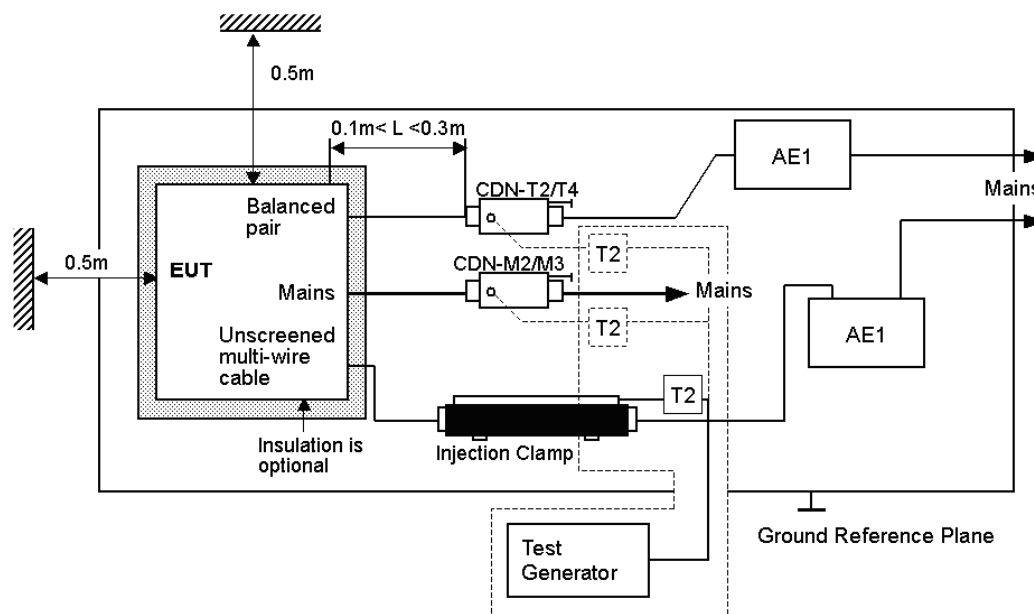 0.5m
0.1m< L <0.3m
AE1
Mains
CDN-T2/T4
Balanced
pair
T2
0.5m
EUT
CDN-M2/M3
Mains
Mains
T2
AE1
Unscreened
multi-wire
cable
T2
Insulation is
optional
Injection Clamp
Ground Reference Plane
Test
Generator